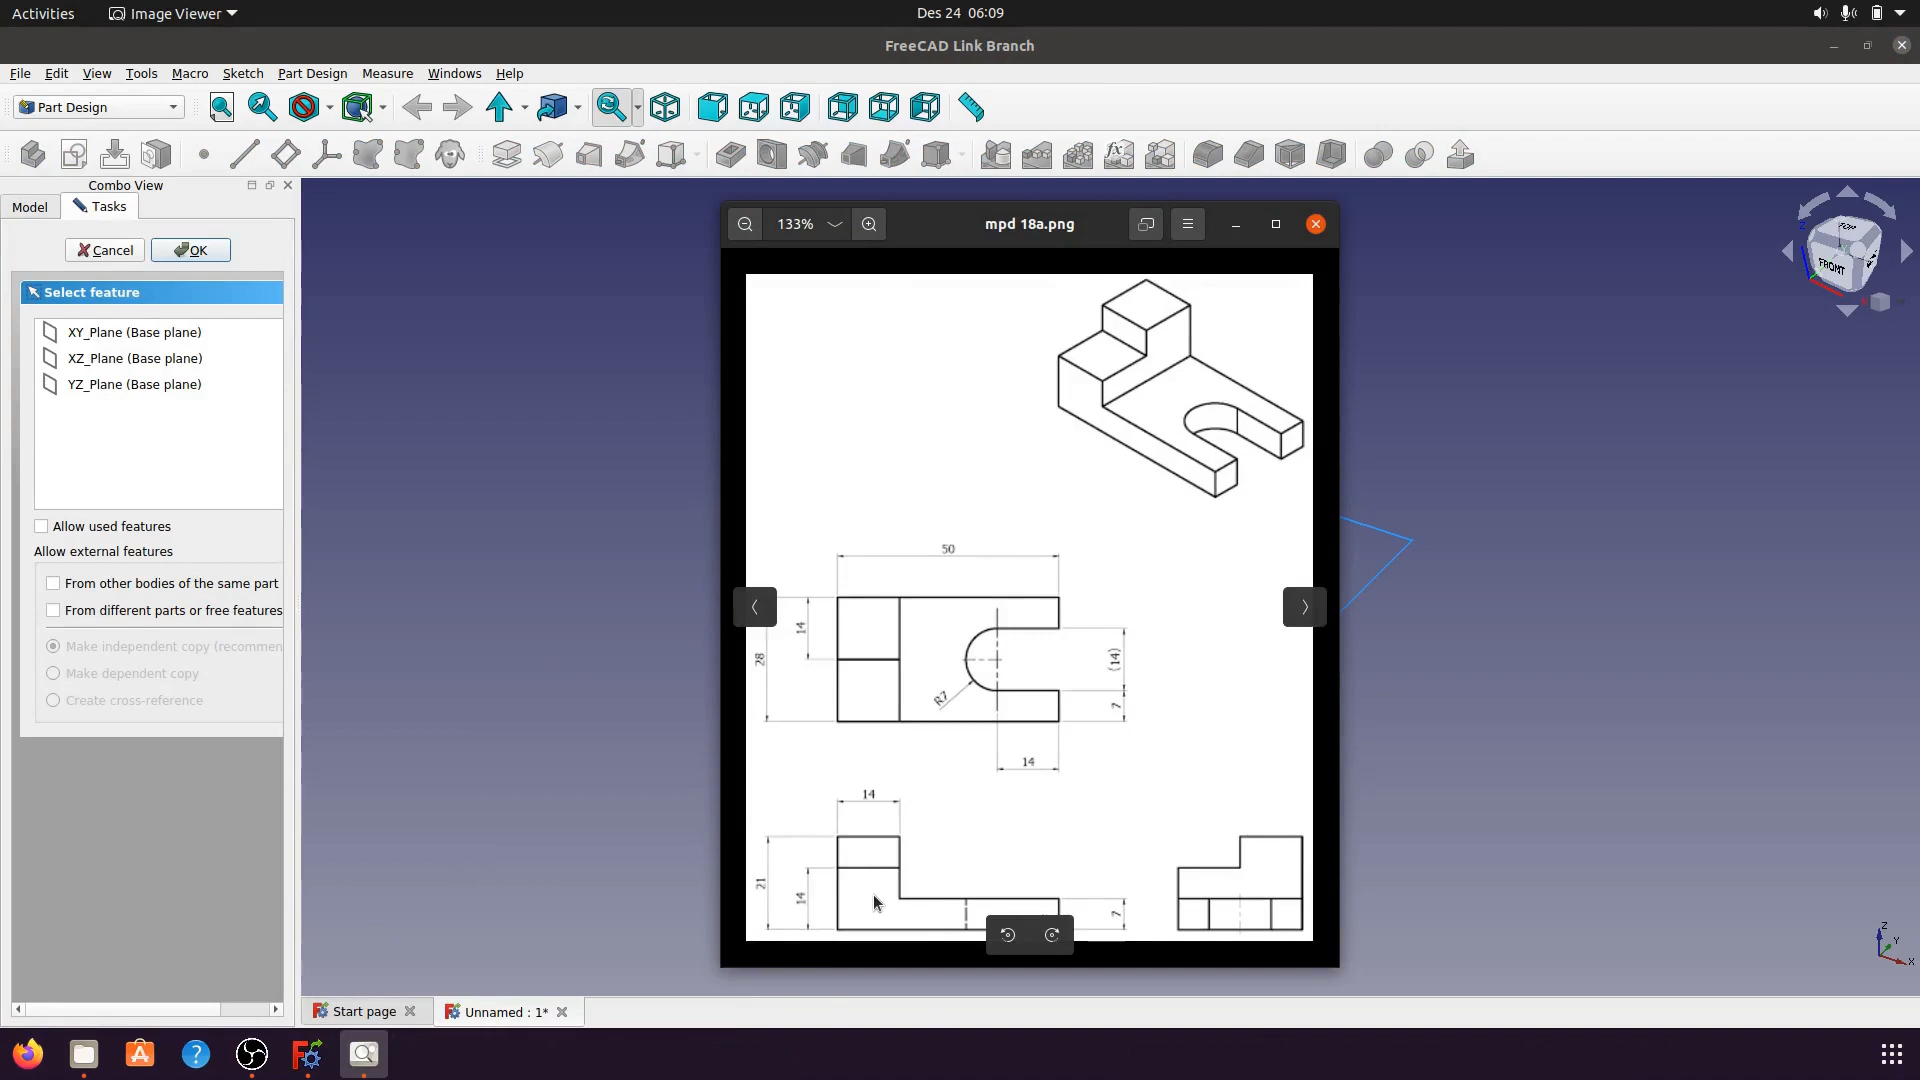 Activities
Image Viewer
Des 24 06:09
FreeCAD Link Branch
File Edit View Tools Macro Sketch Part Design Measure Windows Help
Part Design
Combo View
Model
Tasks
Cancel
OK
Select feature
XY_Plane (Base plane)
XZ_Plane (Base plane)
YZ_Plane (Base plane)
Allow used features
Allow external features
From other bodies of the same part
From different parts or free features
Make independent copy (recommen
Make dependent copy
Create cross-reference
133%
mpd 18a.png
50
14
28
R7
(14)
7
14
14
21
14
7
TOP
FRONT
Z
Y
X
Start page
Unnamed : 1*